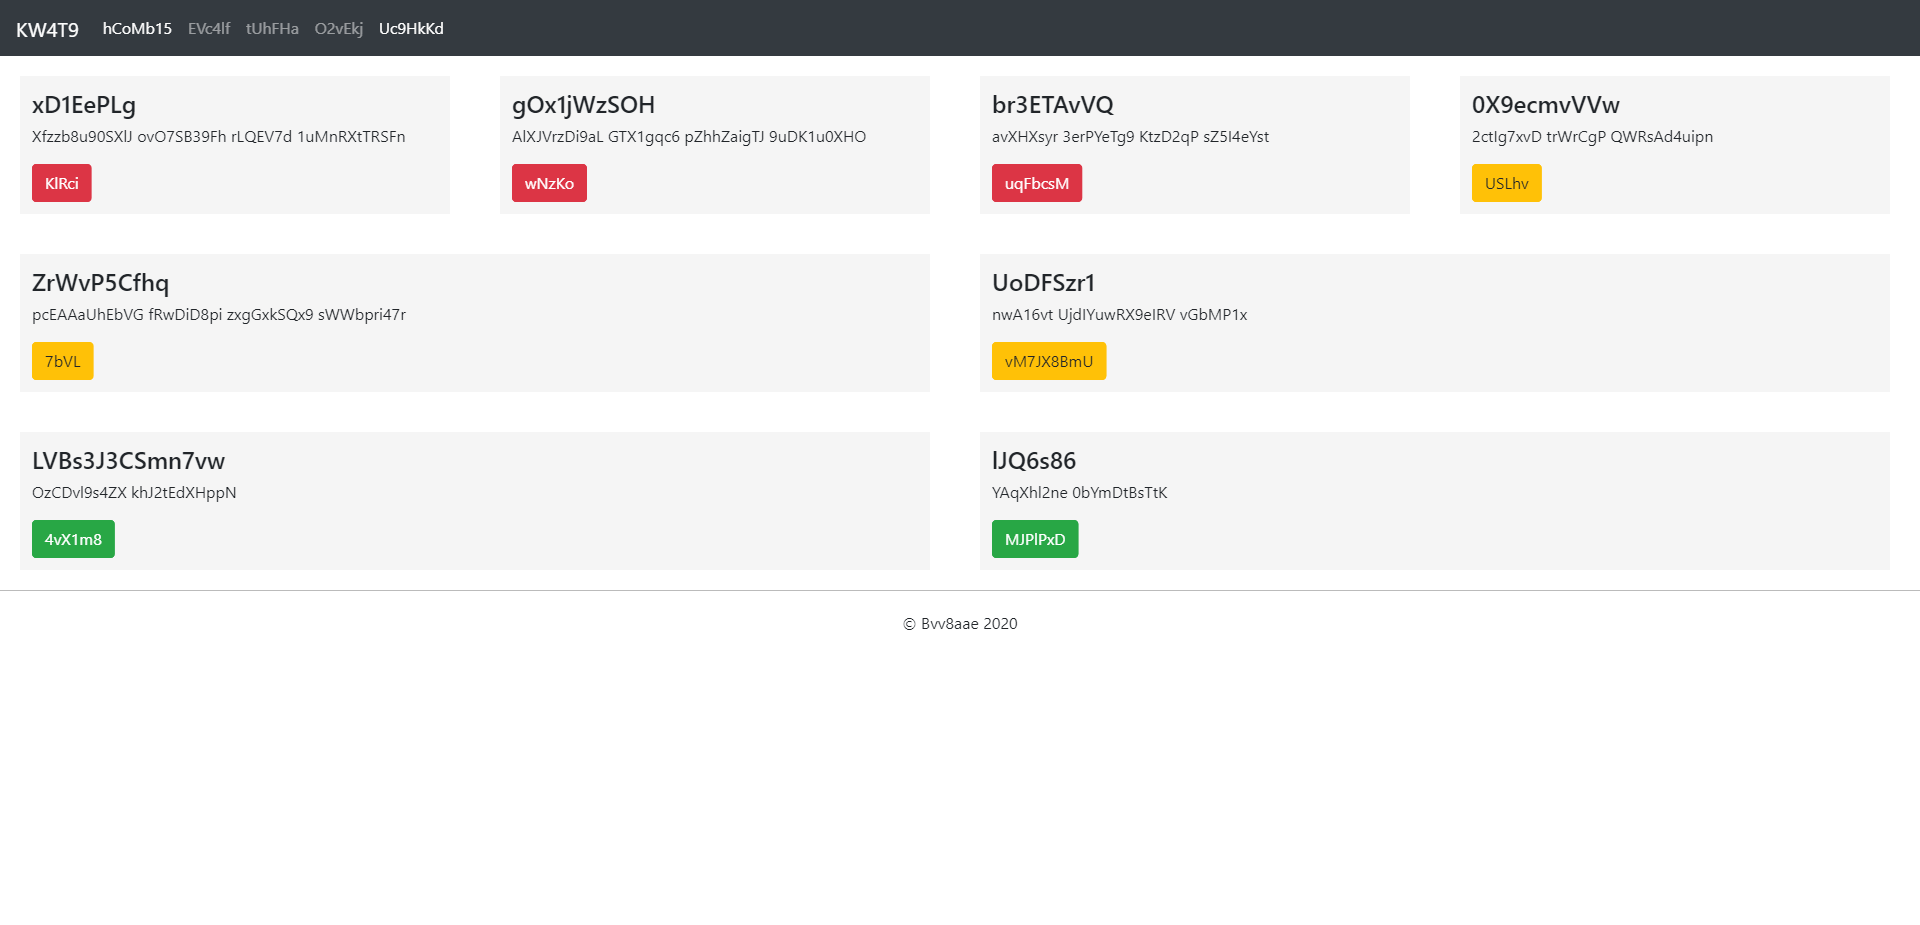 KW4T9 hCoMb15 EVc4lf tUhFHa O2vEkj Uc9HkKd
xD1EePLg
Xfzzb8u90SXlJ ovO7SB39Fh rLQEV7d 1uMnRXtTRSFn
KlRci
gOx1jWzSOH
AlXJVrzDi9aL GTX1gqc6 pZhhZaigTJ 9uDK1u0XHO
wNzKo
br3ETAvVQ
avXHXsyr 3erPYeTg9 KtzD2qP sZ5I4eYst
uqFbcsM
0X9ecmvVVw
2ctIg7xvD trWrCgP QWRsAd4uipn
USLhv
ZrWvP5Cfhq
pcEAAaUhEbVG fRwDiD8pi zxgGxkSQx9 sWWbpri47r
7bVL
UoDFSzr1
nwA16vt UjdIYuwRX9eIRV vGbMP1x
vM7JX8BmU
LVBs3J3CSmn7vw
OzCDvl9s4ZX khJ2tEdXHppN
4vX1m8
lJQ6s86
YAqXhl2ne 0bYmDtBsTtK
MJPlPxD
© Bvv8aae 2020